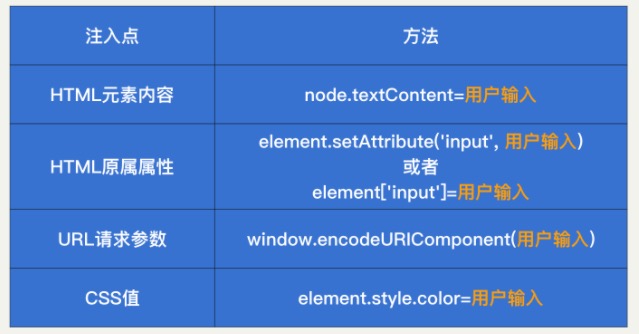 注入点 方法
HTML元素内容 node.textContent=用户输入
HTML原属属性 element.setAttribute('input', 用户输入)
或者
element['input']=用户输入
URL请求参数 window.encodeURIComponent(用户输入)
CSS值 element.style.color=用户输入